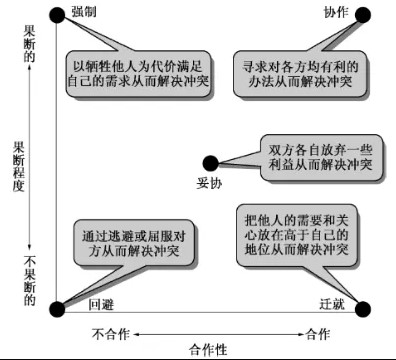 强制
协作
果断的
以牺牲他人为代价满足
自己的需求从而解决冲突
寻求对各方均有利的
办法从而解决冲突
果断程度
双方各自放弃一些
利益从而解决冲突
妥协
通过逃避或屈服对
方从而解决冲突
把他人的需要和关
心放在高于自己的
地位从而解决冲突
不果断的
回避
迁就
不合作
合作
合作性